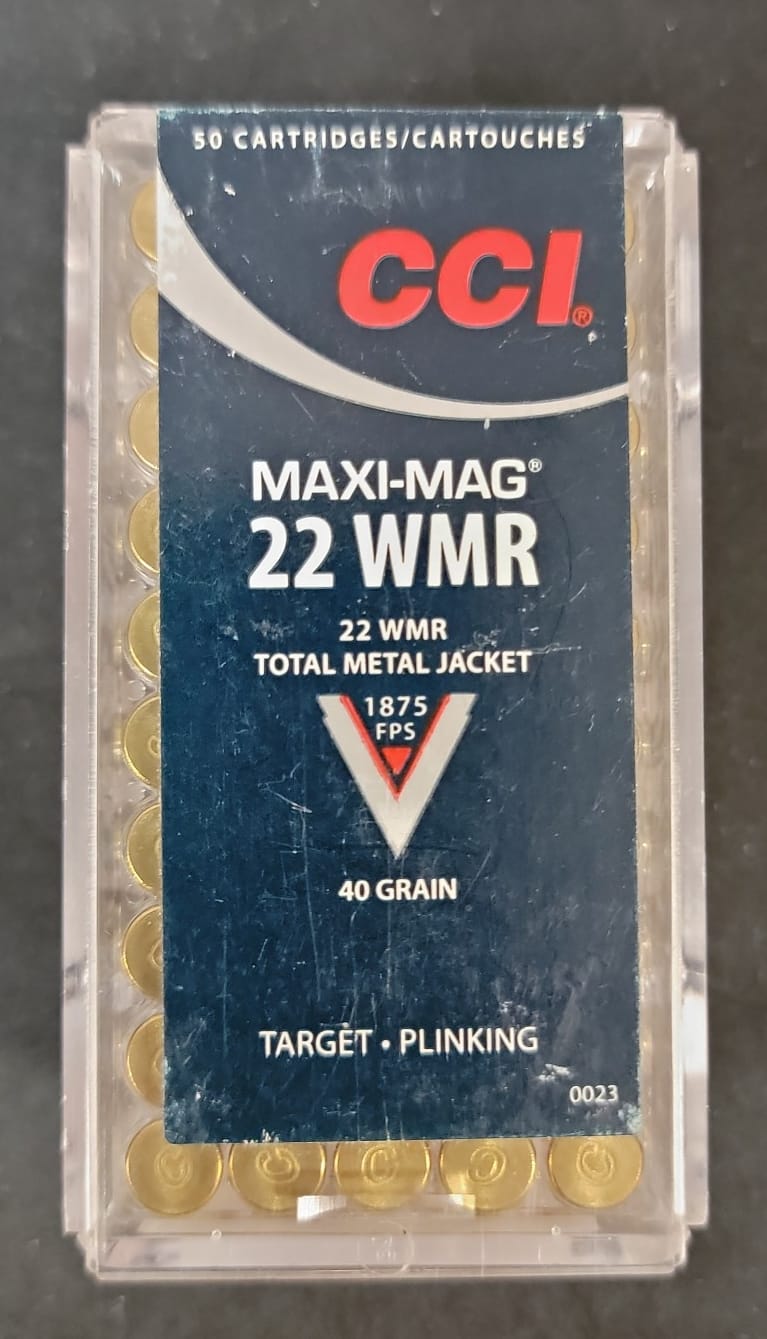 50 CARTRIDGES/CARTOUCHES
CCI®
MAXI-MAG®
22 WMR
22 WMR
TOTAL METAL JACKET
1875
FPS
40 GRAIN
TARGET • PLINKING
0023
C C C C C